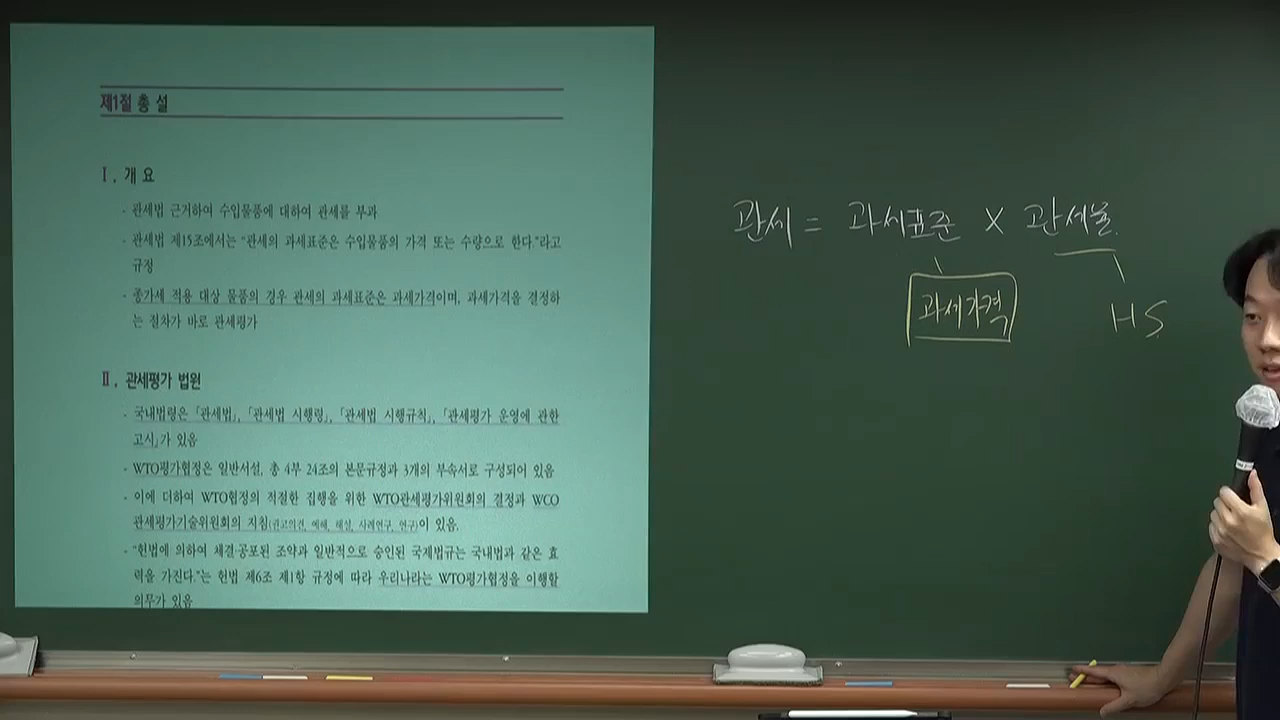 제1절 총 설
Ⅰ. 개 요
· 관세법 근거하여 수입물품에 대하여 관세를 부과
· 관세법 제15조에서는 “관세의 과세표준은 수입물품의 가격 또는 수량으로 한다.”라고
규정
· 종가세 적용 대상 물품의 경우 관세의 과세표준은 과세가격이며, 과세가격을 결정하
는 절차가 바로 관세평가
Ⅱ. 관세평가 법원
· 국내법령은 「관세법」, 「관세법 시행령」, 「관세법 시행규칙」, 「관세평가 운영에 관한
고시」가 있음
· WTO평가협정은 일반서설, 총 4부 24조의 본문규정과 3개의 부속서로 구성되어 있음
· 이에 더하여 WTO협정의 적절한 집행을 위한 WTO관세평가위원회의 결정과 WCO
관세평가기술위원회의 지침(권고의견, 예해, 해설, 사례연구, 연구)이 있음.
· “헌법에 의하여 체결·공포된 조약과 일반적으로 승인된 국제법규는 국내법과 같은 효
력을 가진다.”는 헌법 제6조 제1항 규정에 따라 우리나라는 WTO평가협정을 이행할
의무가 있음
관세 = 과세표준 X 관세율.
과세가격
HS